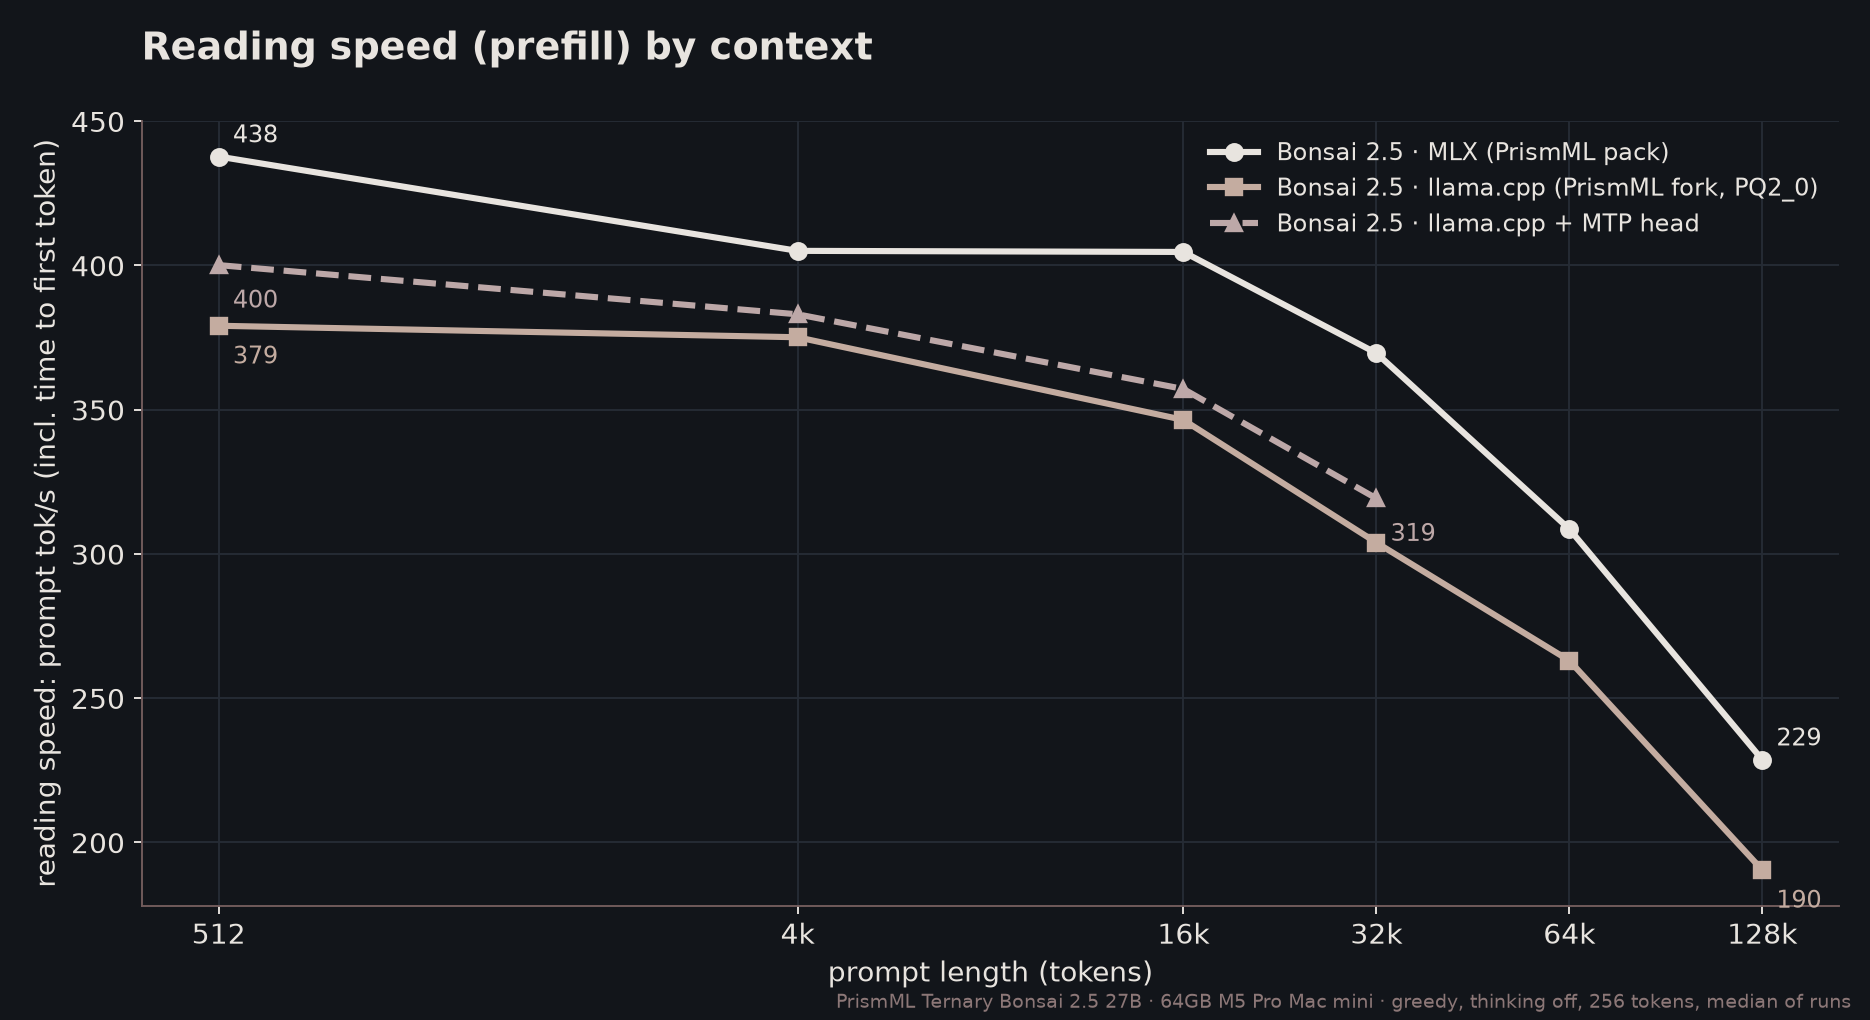 Reading speed (prefill) by context
reading speed: prompt tok/s (incl. time to first token)
450
400
350
300
250
200
438
400
379
319
229
190
Bonsai 2.5 · MLX (PrismML pack)
Bonsai 2.5 · llama.cpp (PrismML fork, PQ2_0)
Bonsai 2.5 · llama.cpp + MTP head
512 4k 16k 32k 64k 128k
prompt length (tokens)
PrismML Ternary Bonsai 2.5 27B · 64GB M5 Pro Mac mini · greedy, thinking off, 256 tokens, median of runs